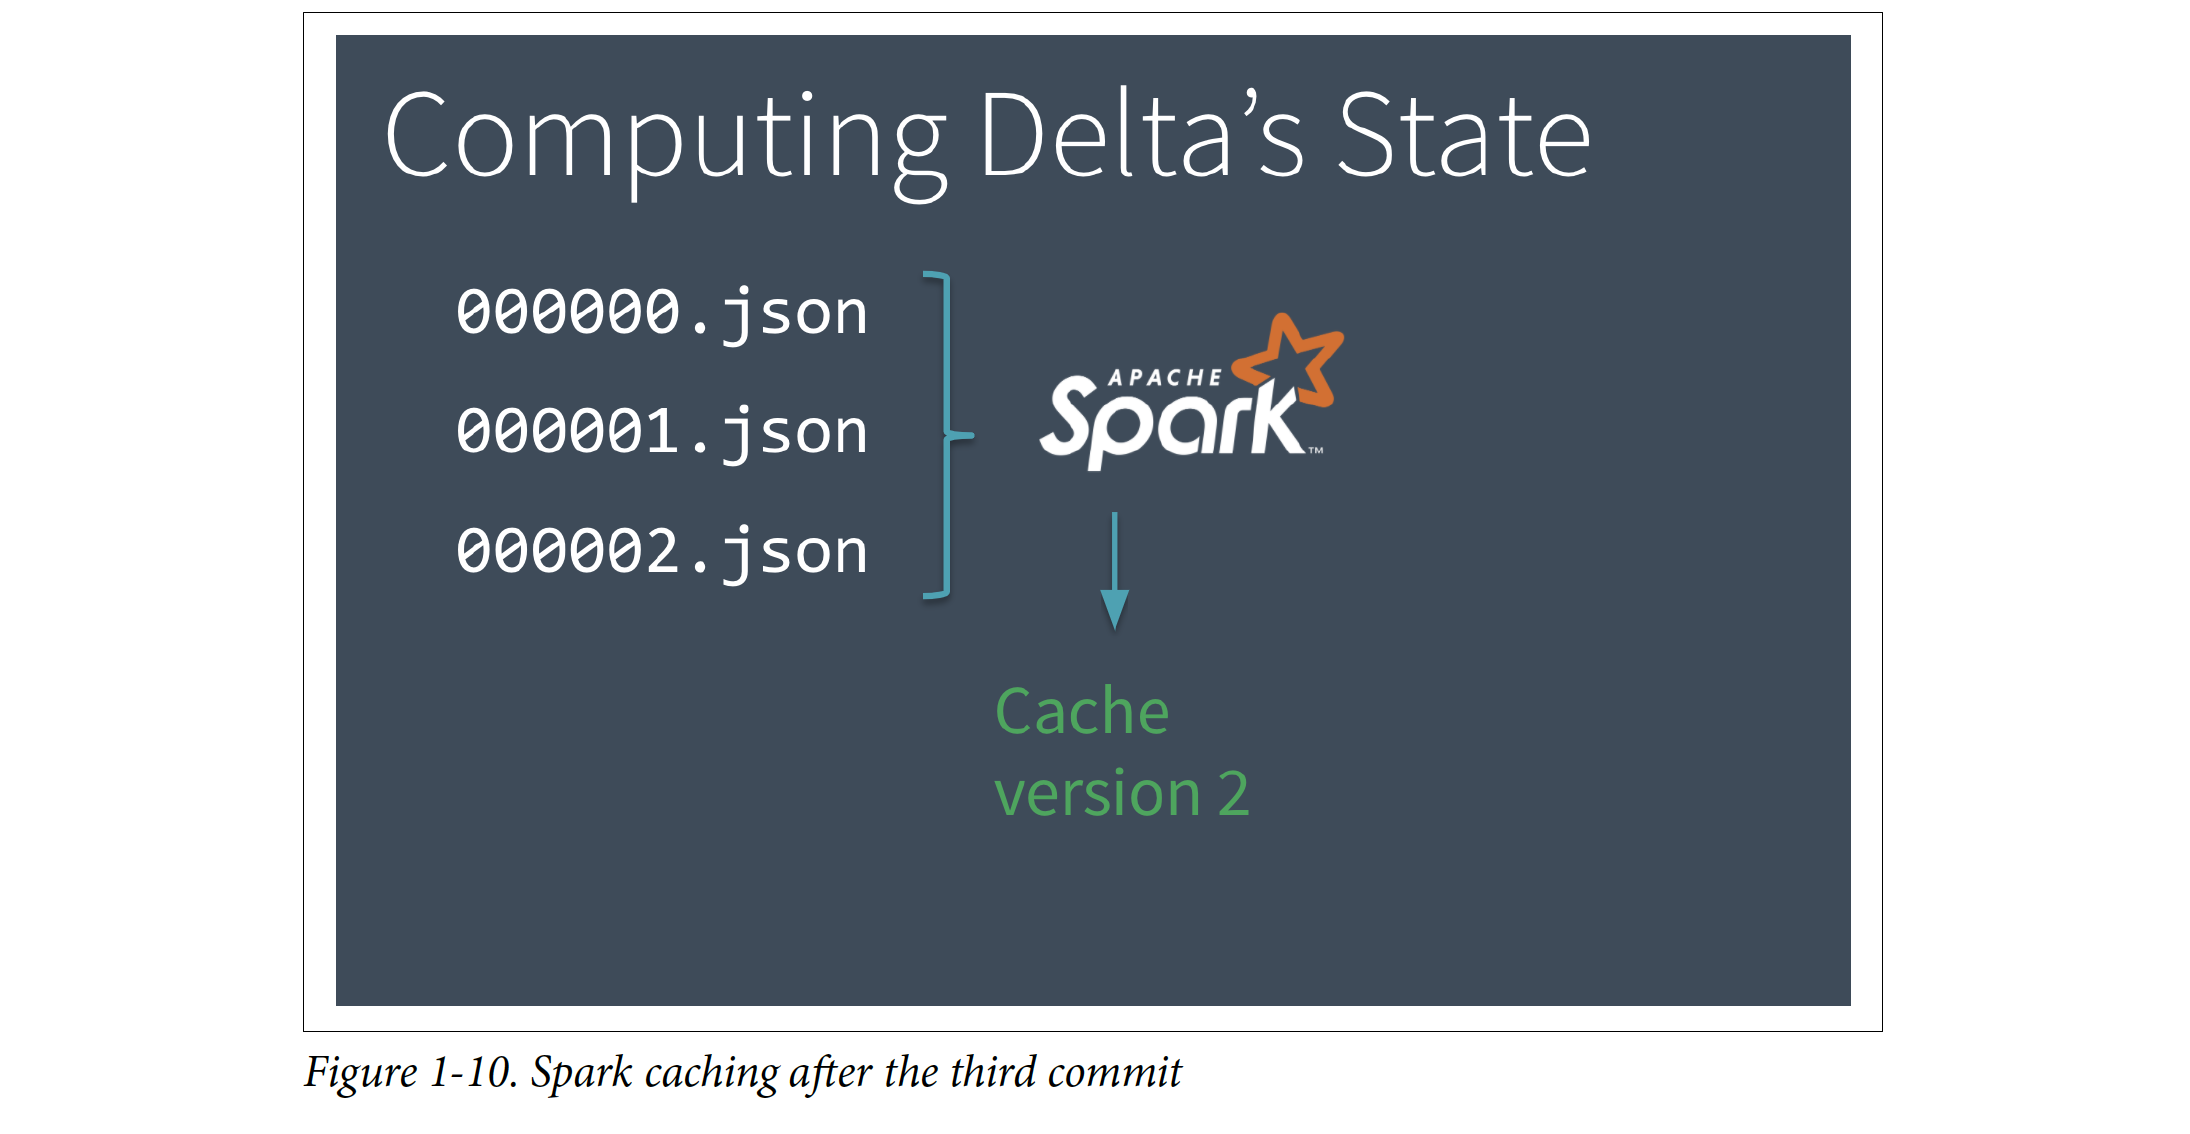 Computing Delta’s State
000000.json
000001.json
000002.json
APACHE
Spark™
Cache
version 2
Figure 1-10. Spark caching after the third commit